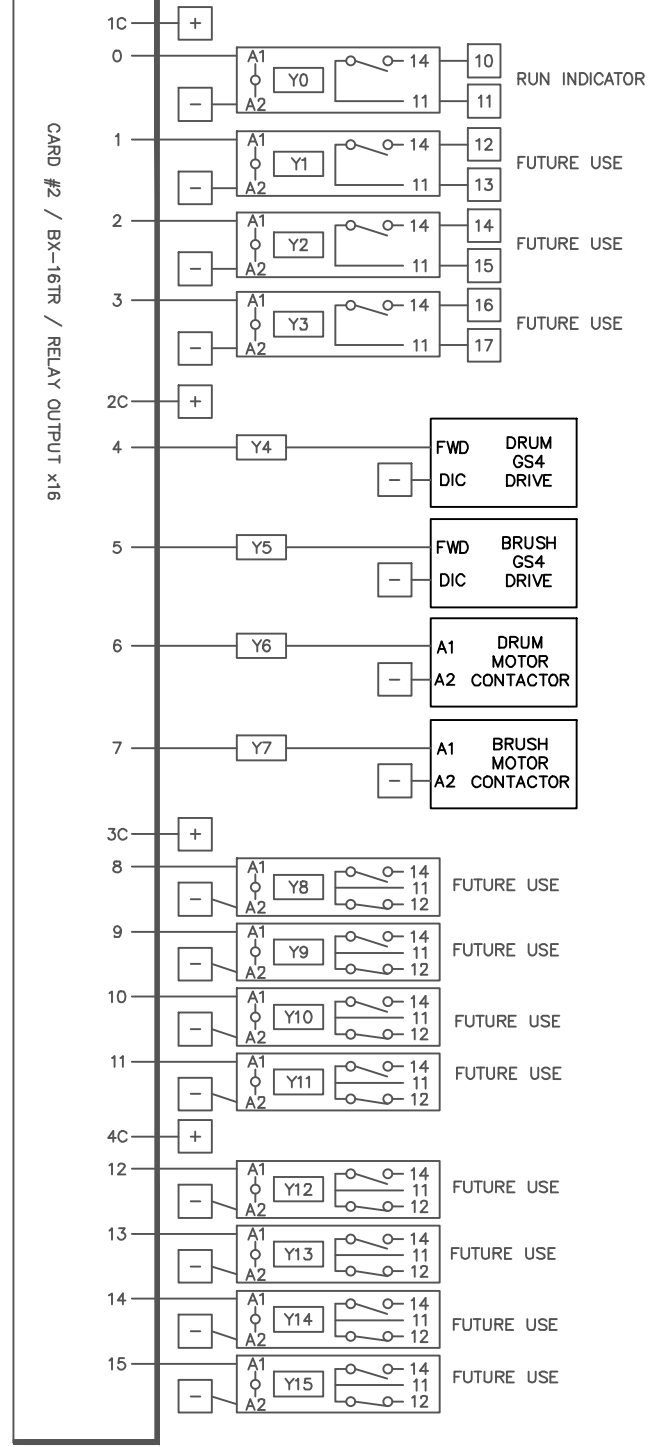 CARD #2 / BX-16TR / RELAY OUTPUT x16
1C +
0 A1 Y0 14 10
RUN INDICATOR
- A2 11 11
1 A1 Y1 14 12
FUTURE USE
- A2 11 13
2 A1 Y2 14 14
FUTURE USE
- A2 11 15
3 A1 Y3 14 16
FUTURE USE
- A2 11 17
2C +
4 Y4 FWD DRUM
GS4
- DIC DRIVE
5 Y5 FWD BRUSH
GS4
- DIC DRIVE
6 Y6 A1 DRUM
MOTOR
- A2 CONTACTOR
7 Y7 A1 BRUSH
MOTOR
- A2 CONTACTOR
3C +
8 A1 14
Y8 11 FUTURE USE
- A2 12
9 A1 14
Y9 11 FUTURE USE
- A2 12
10 A1 14
Y10 11 FUTURE USE
- A2 12
11 A1 14
Y11 11 FUTURE USE
- A2 12
4C +
12 A1 14
Y12 11 FUTURE USE
- A2 12
13 A1 14
Y13 11 FUTURE USE
- A2 12
14 A1 14
Y14 11 FUTURE USE
- A2 12
15 A1 14
Y15 11 FUTURE USE
- A2 12